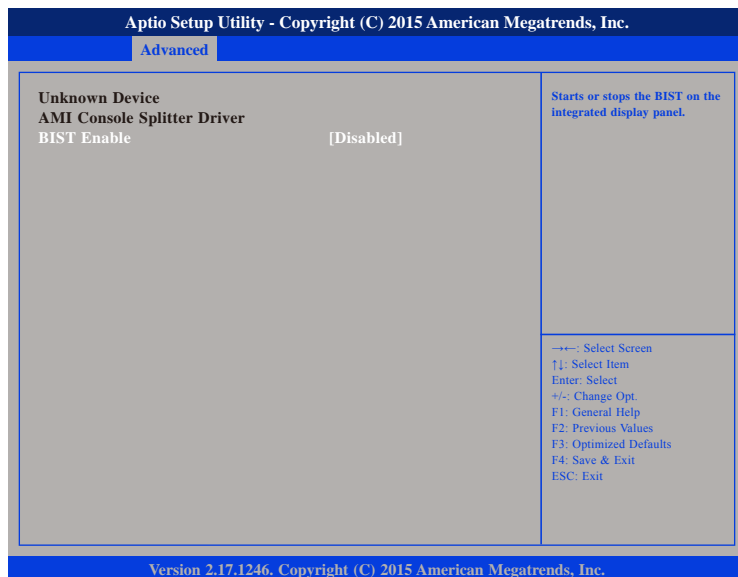 Aptio Setup Utility - Copyright (C) 2015 American Megatrends, Inc.
Advanced
Unknown Device
AMI Console Splitter Driver
BIST Enable [Disabled]
Starts or stops the BIST on the
integrated display panel.
→←: Select Screen
↑↓: Select Item
Enter: Select
+/-: Change Opt.
F1: General Help
F2: Previous Values
F3: Optimized Defaults
F4: Save & Exit
ESC: Exit
Version 2.17.1246. Copyright (C) 2015 American Megatrends, Inc.